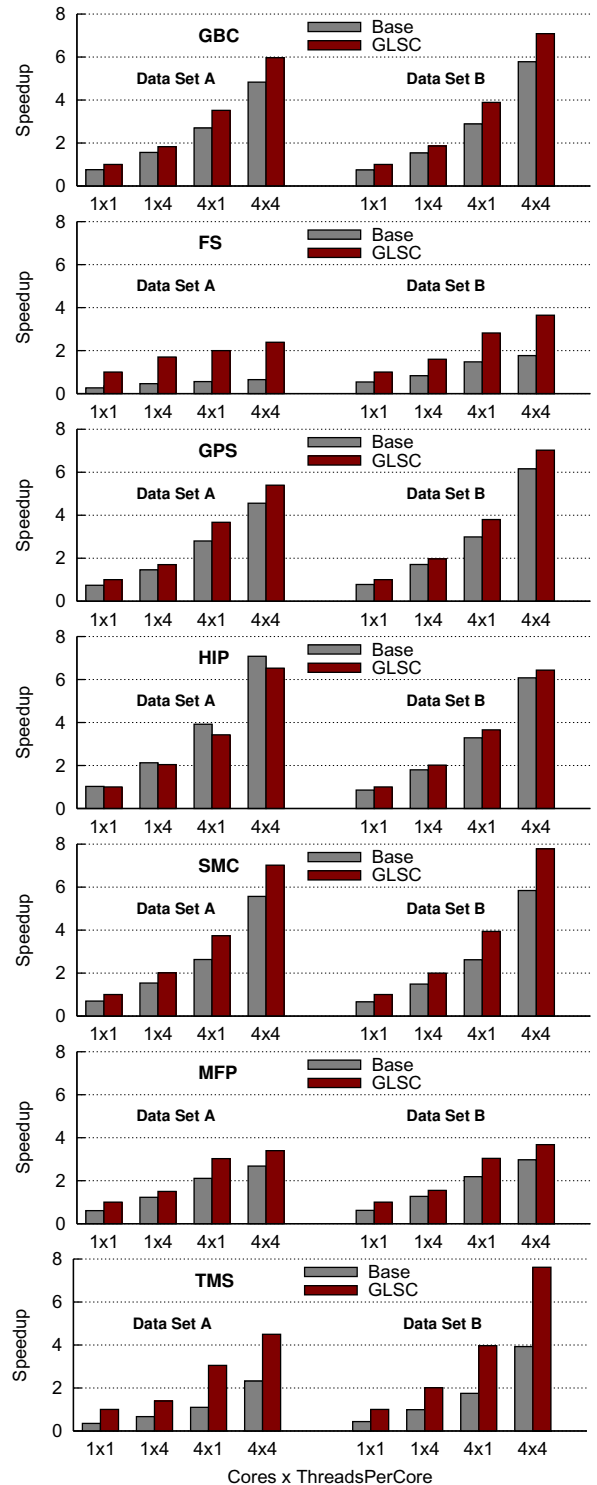 8
6
4
2
0
Speedup
GBC
Base
GLSC
Data Set A
Data Set B
1x1 1x4 4x1 4x4 1x1 1x4 4x1 4x4
8
6
4
2
0
Speedup
FS
Base
GLSC
Data Set A
Data Set B
1x1 1x4 4x1 4x4 1x1 1x4 4x1 4x4
8
6
4
2
0
Speedup
GPS
Base
GLSC
Data Set A
Data Set B
1x1 1x4 4x1 4x4 1x1 1x4 4x1 4x4
8
6
4
2
0
Speedup
HIP
Base
GLSC
Data Set A
Data Set B
1x1 1x4 4x1 4x4 1x1 1x4 4x1 4x4
8
6
4
2
0
Speedup
SMC
Base
GLSC
Data Set A
Data Set B
1x1 1x4 4x1 4x4 1x1 1x4 4x1 4x4
8
6
4
2
0
Speedup
MFP
Base
GLSC
Data Set A
Data Set B
1x1 1x4 4x1 4x4 1x1 1x4 4x1 4x4
8
6
4
2
0
Speedup
TMS
Base
GLSC
Data Set A
Data Set B
1x1 1x4 4x1 4x4 1x1 1x4 4x1 4x4
Cores x ThreadsPerCore